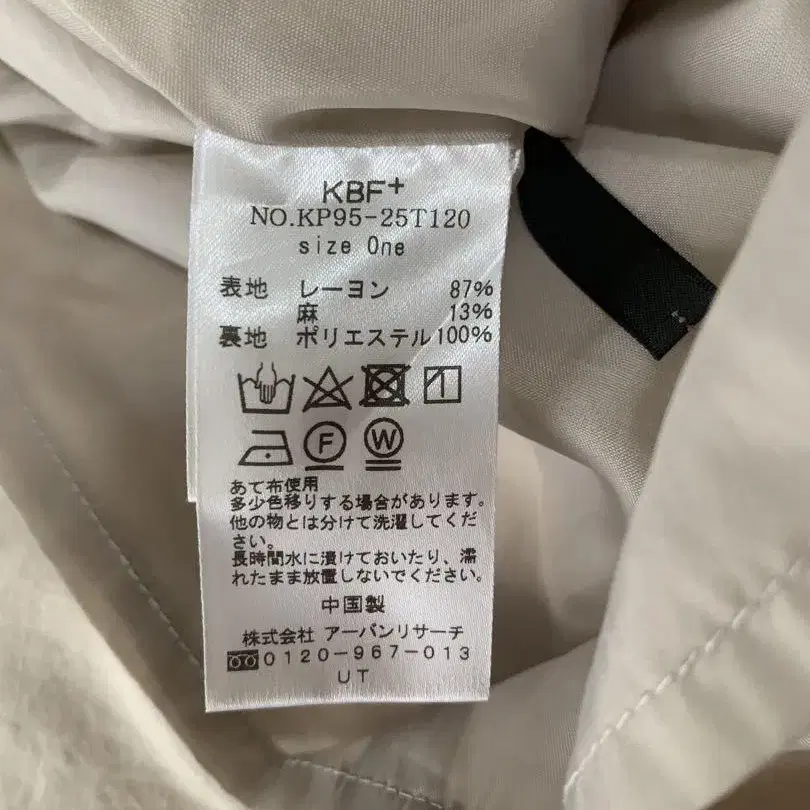 KBF+
NO.KP95-25T120
size One
表地 レーヨン 87%
麻 13%
裏地 ポリエステル 100%
F W
あて布使用
多少色移りする場合があります。
他の物とは分けて洗濯してくださ
い。
長時間水に漬けておいたり、濡
れたまま放置しないでください。
中国製
株式会社 アーバンリサーチ
0120-967-013
UT